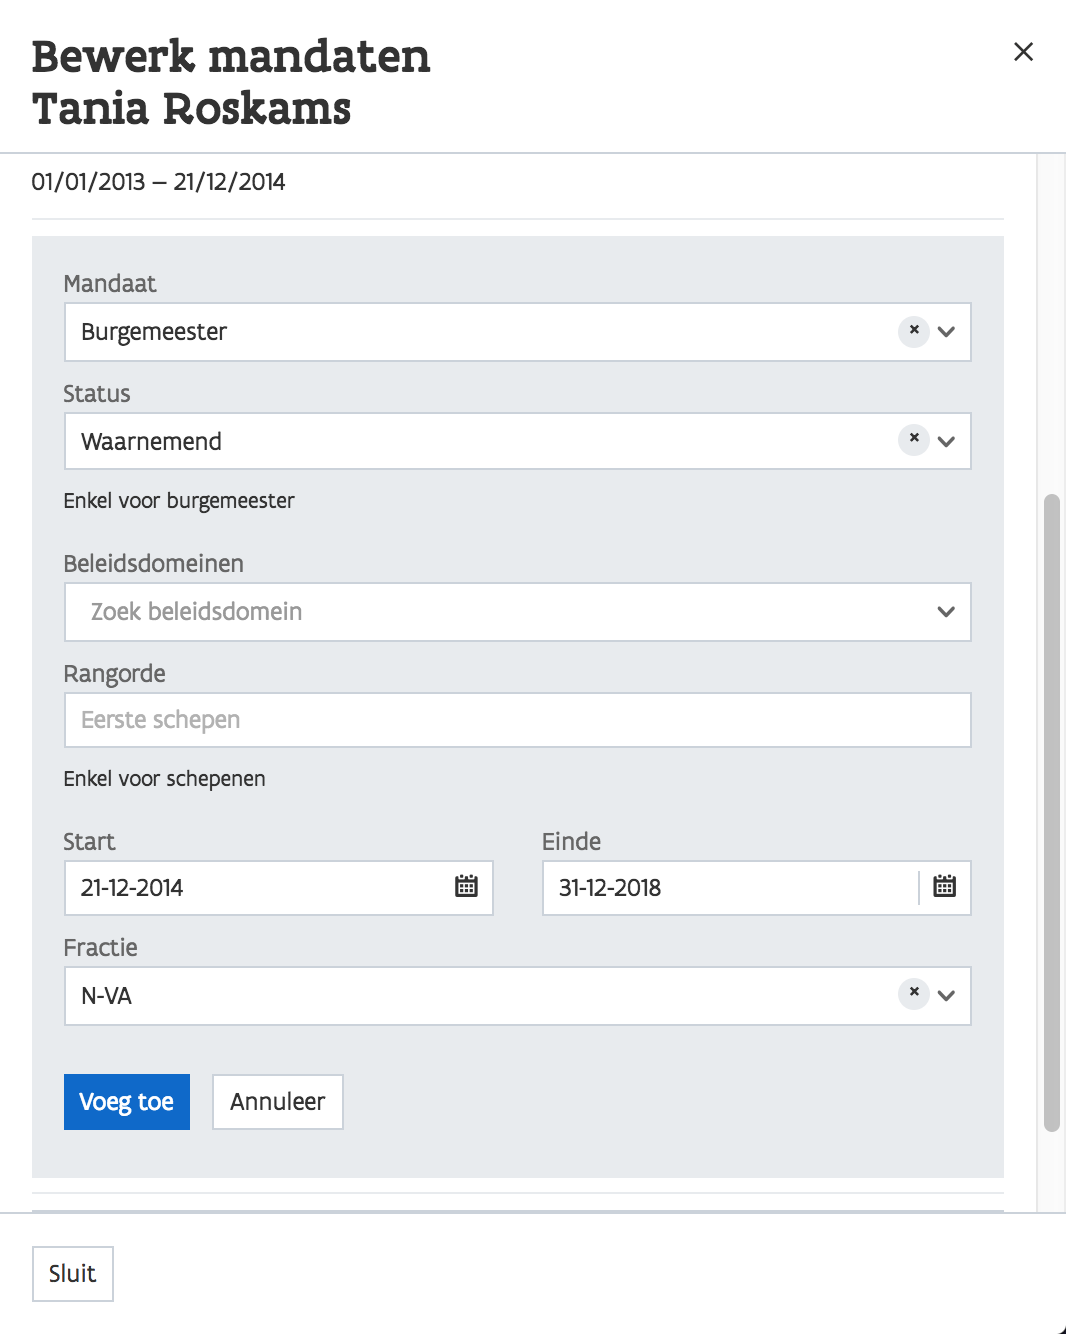 Bewerk mandaten
Tania Roskams
01/01/2013 – 21/12/2014
Mandaat
Burgemeester
Status
Waarnemend
Enkel voor burgemeester
Beleidsdomeinen
Zoek beleidsdomein
Rangorde
Eerste schepen
Enkel voor schepenen
Start Einde
21-12-2014 31-12-2018
Fractie
N-VA
Voeg toe Annuleer
Sluit